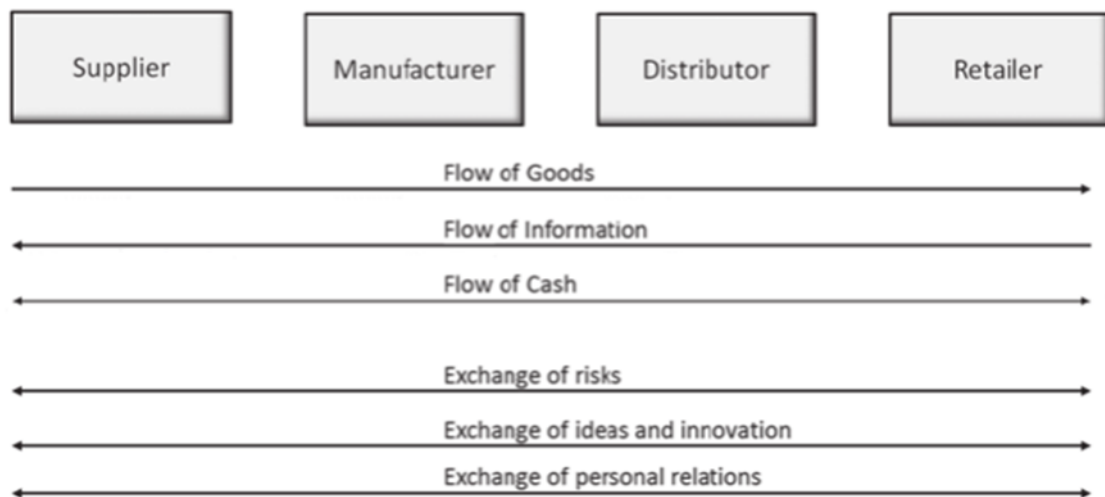 Supplier
Manufacturer
Distributor
Retailer
Flow of Goods
Flow of Information
Flow of Cash
Exchange of risks
Exchange of ideas and innovation
Exchange of personal relations